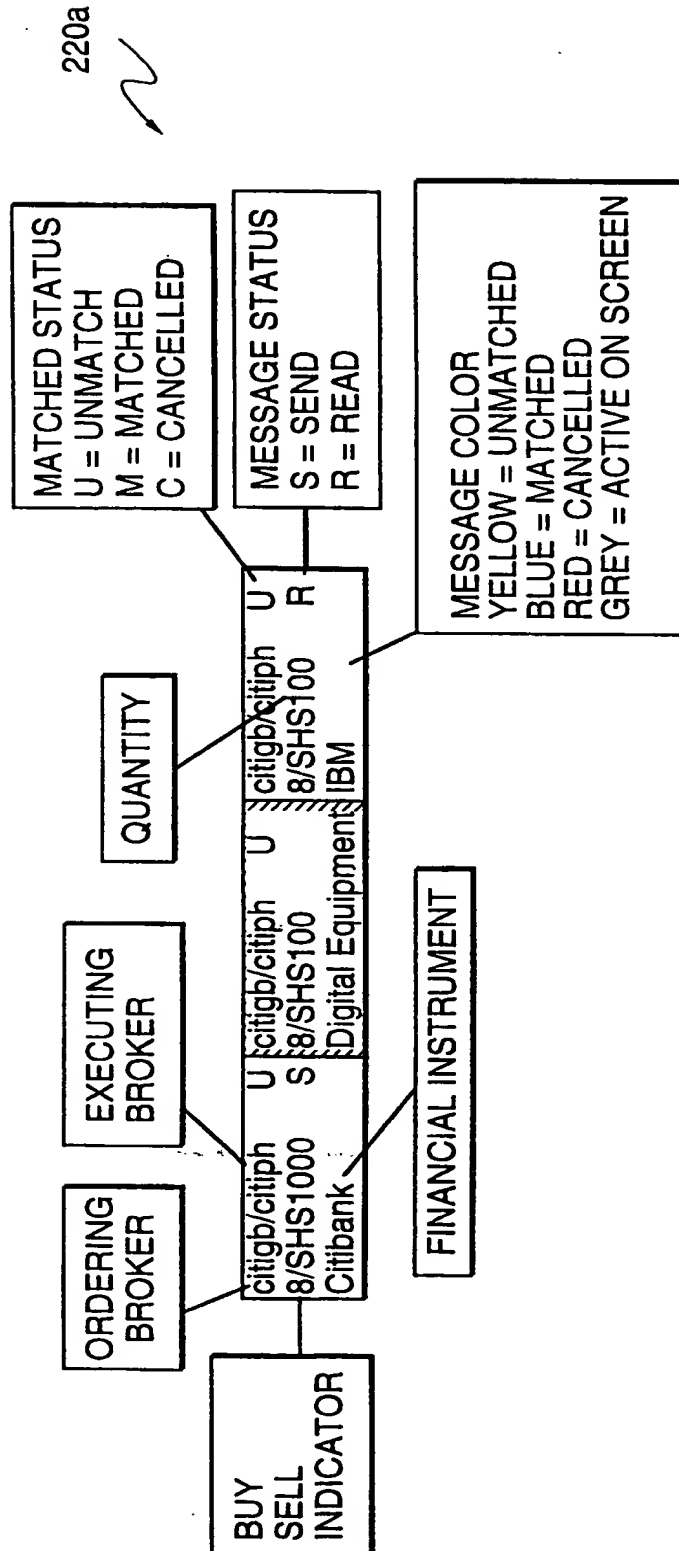 220a
MATCHED STATUS
U = UNMATCH
M = MATCHED
C = CANCELLED
MESSAGE STATUS
S = SEND
R = READ
QUANTITY
EXECUTING
BROKER
ORDERING
BROKER
BUY
SELL
INDICATOR
citigb/citiph U
8/SHS1000 S
Citibank
citigb/citiph U
8/SHS100
Digital Equipment
citigb/citiph U
8/SHS100 R
IBM
FINANCIAL INSTRUMENT
MESSAGE COLOR
YELLOW = UNMATCHED
BLUE = MATCHED
RED = CANCELLED
GREY = ACTIVE ON SCREEN